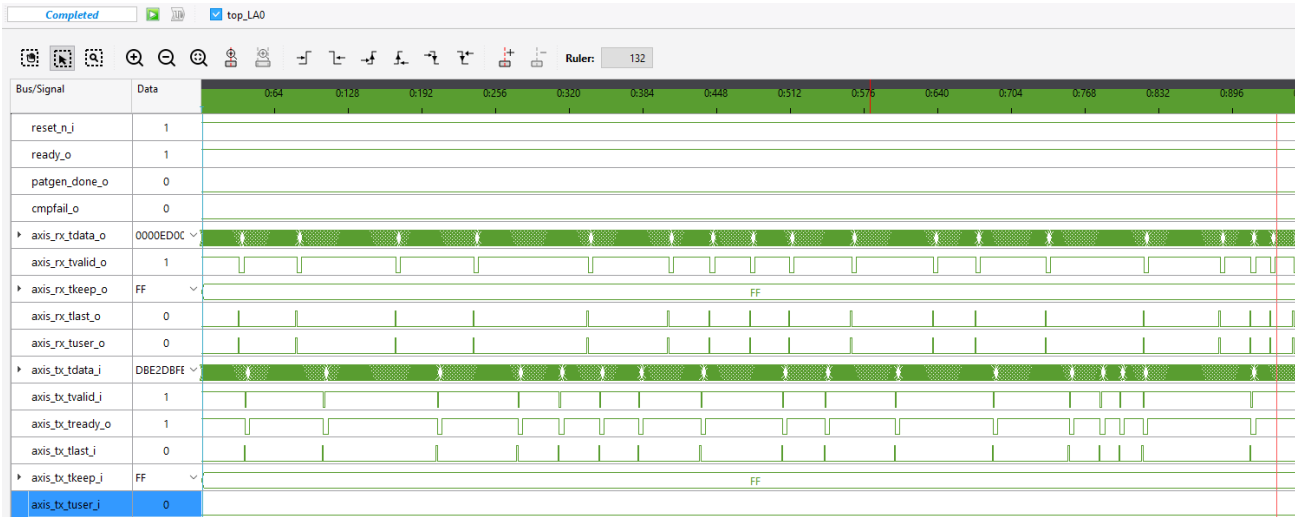 Completed top_LA0
Ruler: 132
Bus/Signal Data 0:64 0:128 0:192 0:256 0:320 0:384 0:448 0:512 0:576 0:640 0:704 0:768 0:832 0:896
reset_n_i 1
ready_o 1
patgen_done_o 0
cmpfail_o 0
axis_rx_tdata_o 0000ED0C
axis_rx_tvalid_o 1
axis_rx_tkeep_o FF FF
axis_rx_tlast_o 0
axis_rx_tuser_o 0
axis_tx_tdata_i DBE2DBFE
axis_tx_tvalid_i 1
axis_tx_tready_o 1
axis_tx_tlast_i 0
axis_tx_tkeep_i FF FF
axis_tx_tuser_i 0